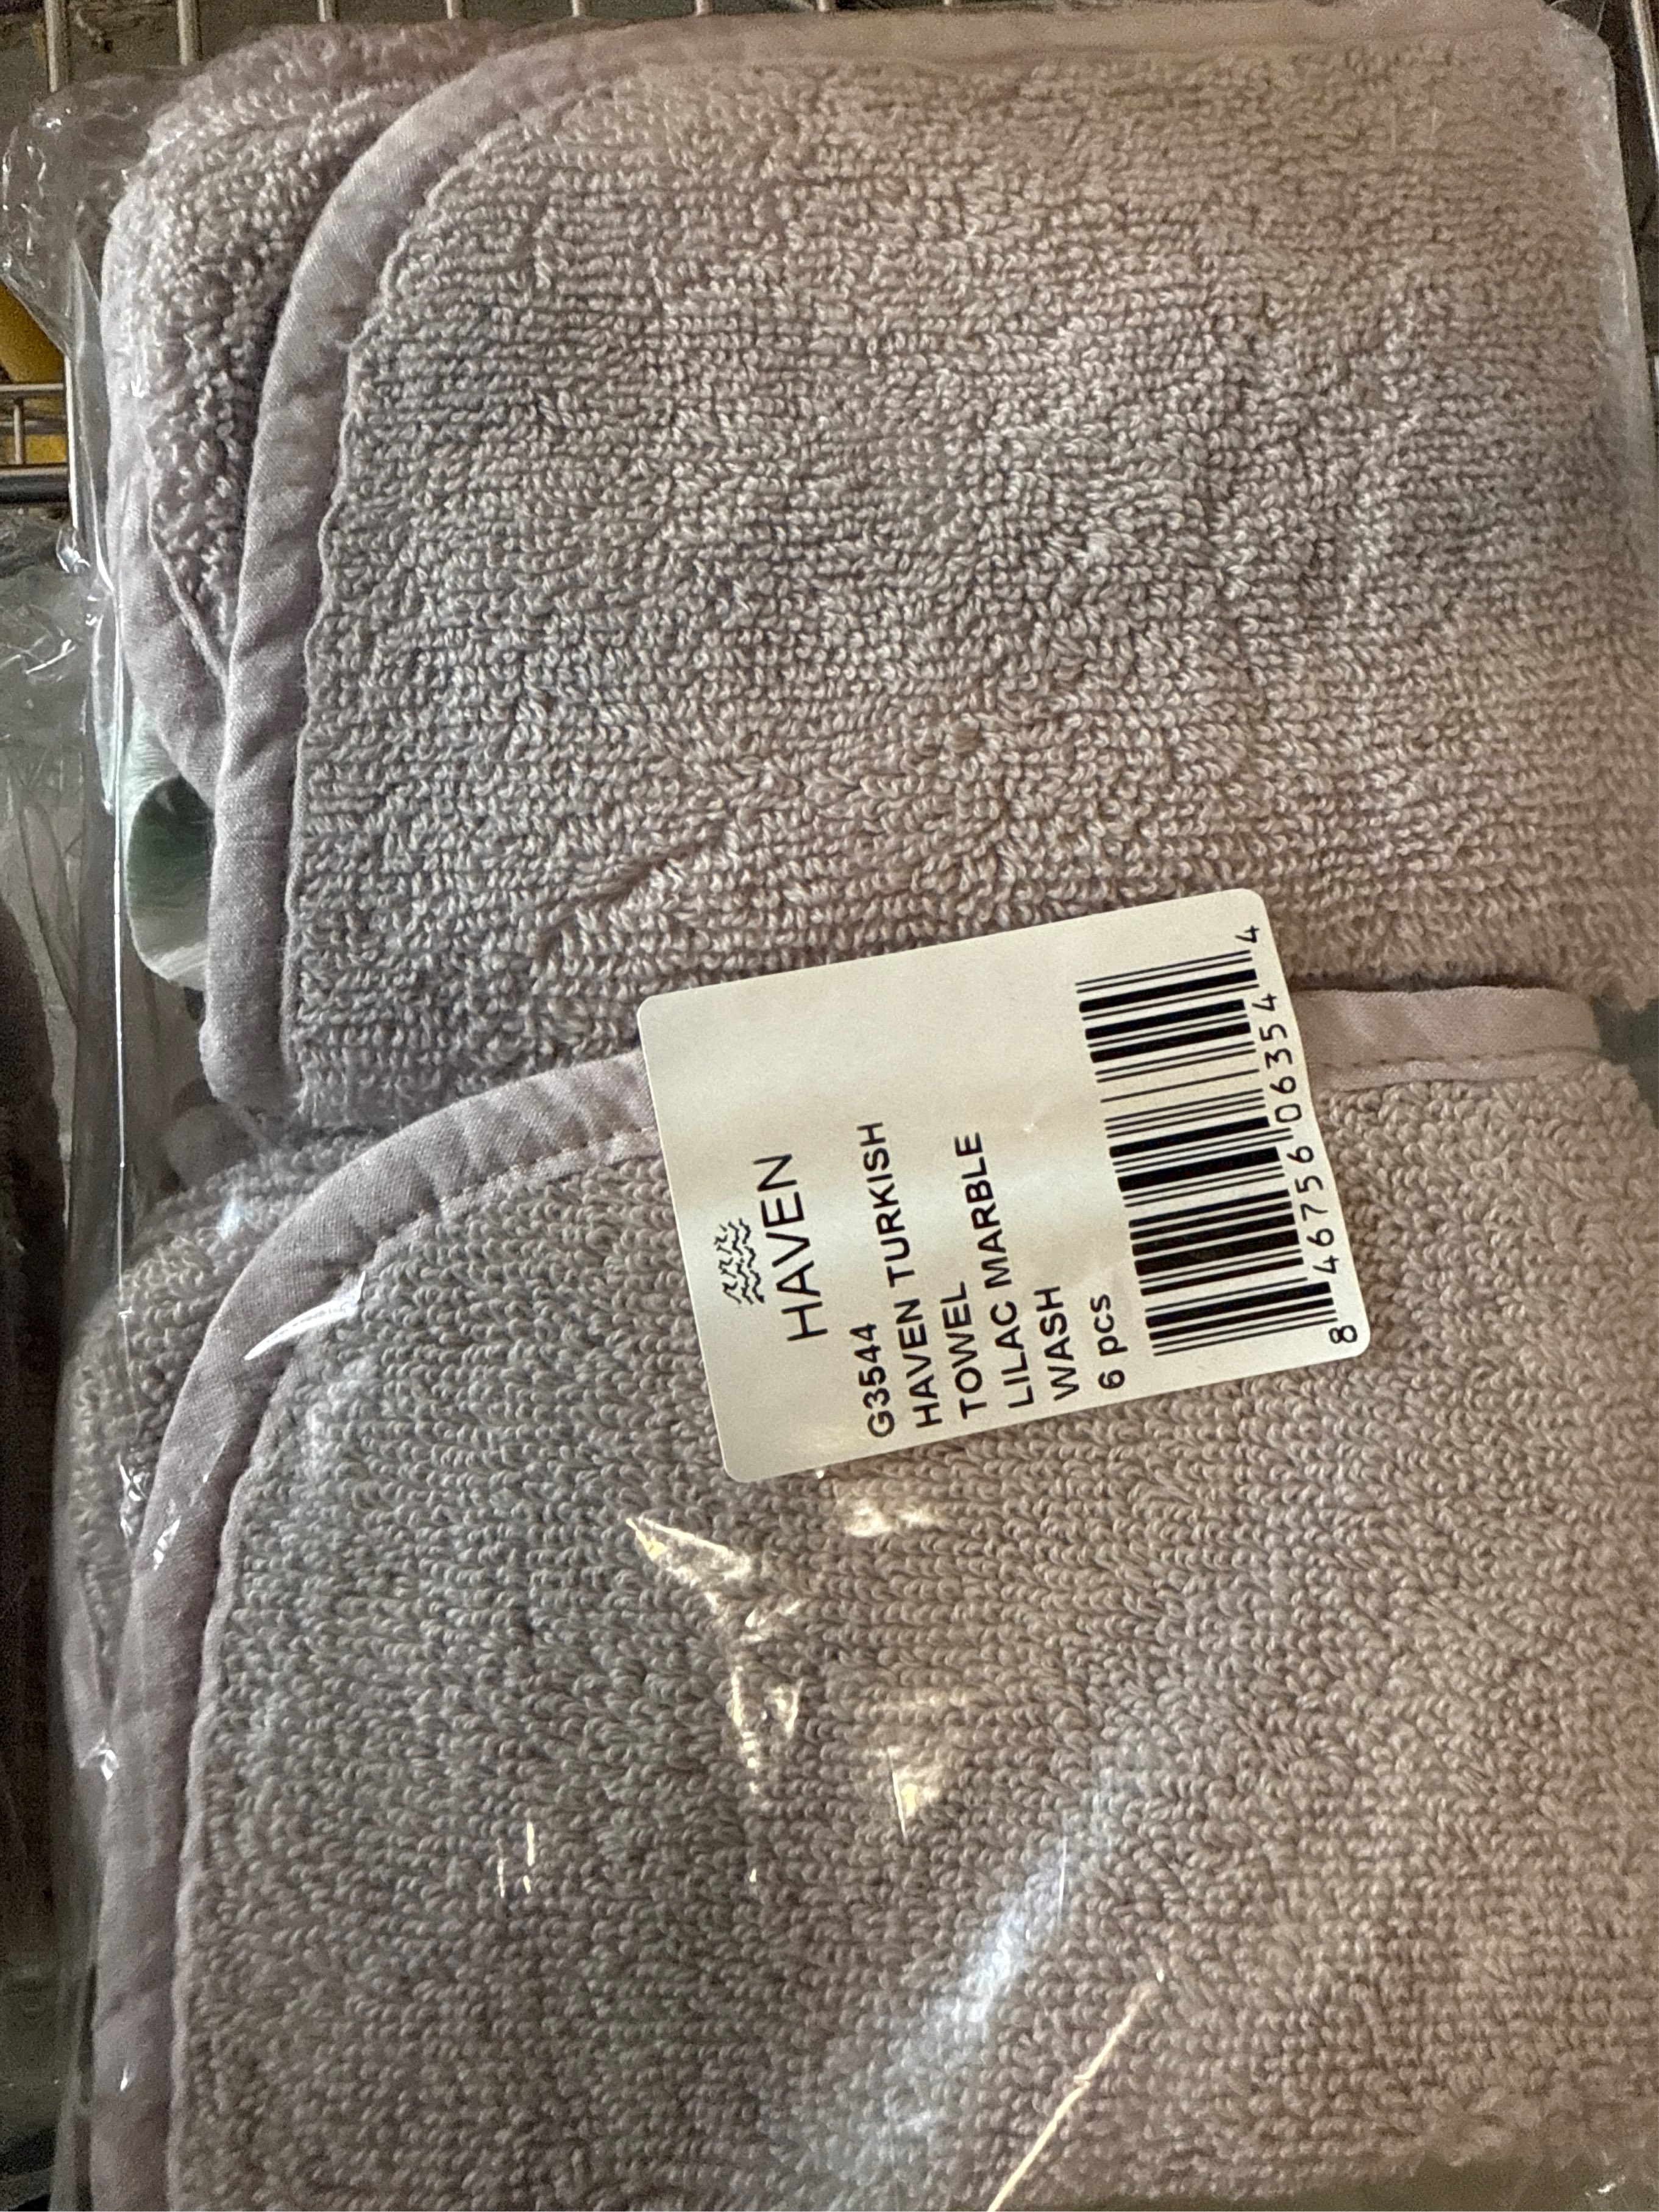 HAVEN
G3544
HAVEN TURKISH
TOWEL
LILAC MARBLE
WASH
6 pcs
8 46756 06354 4